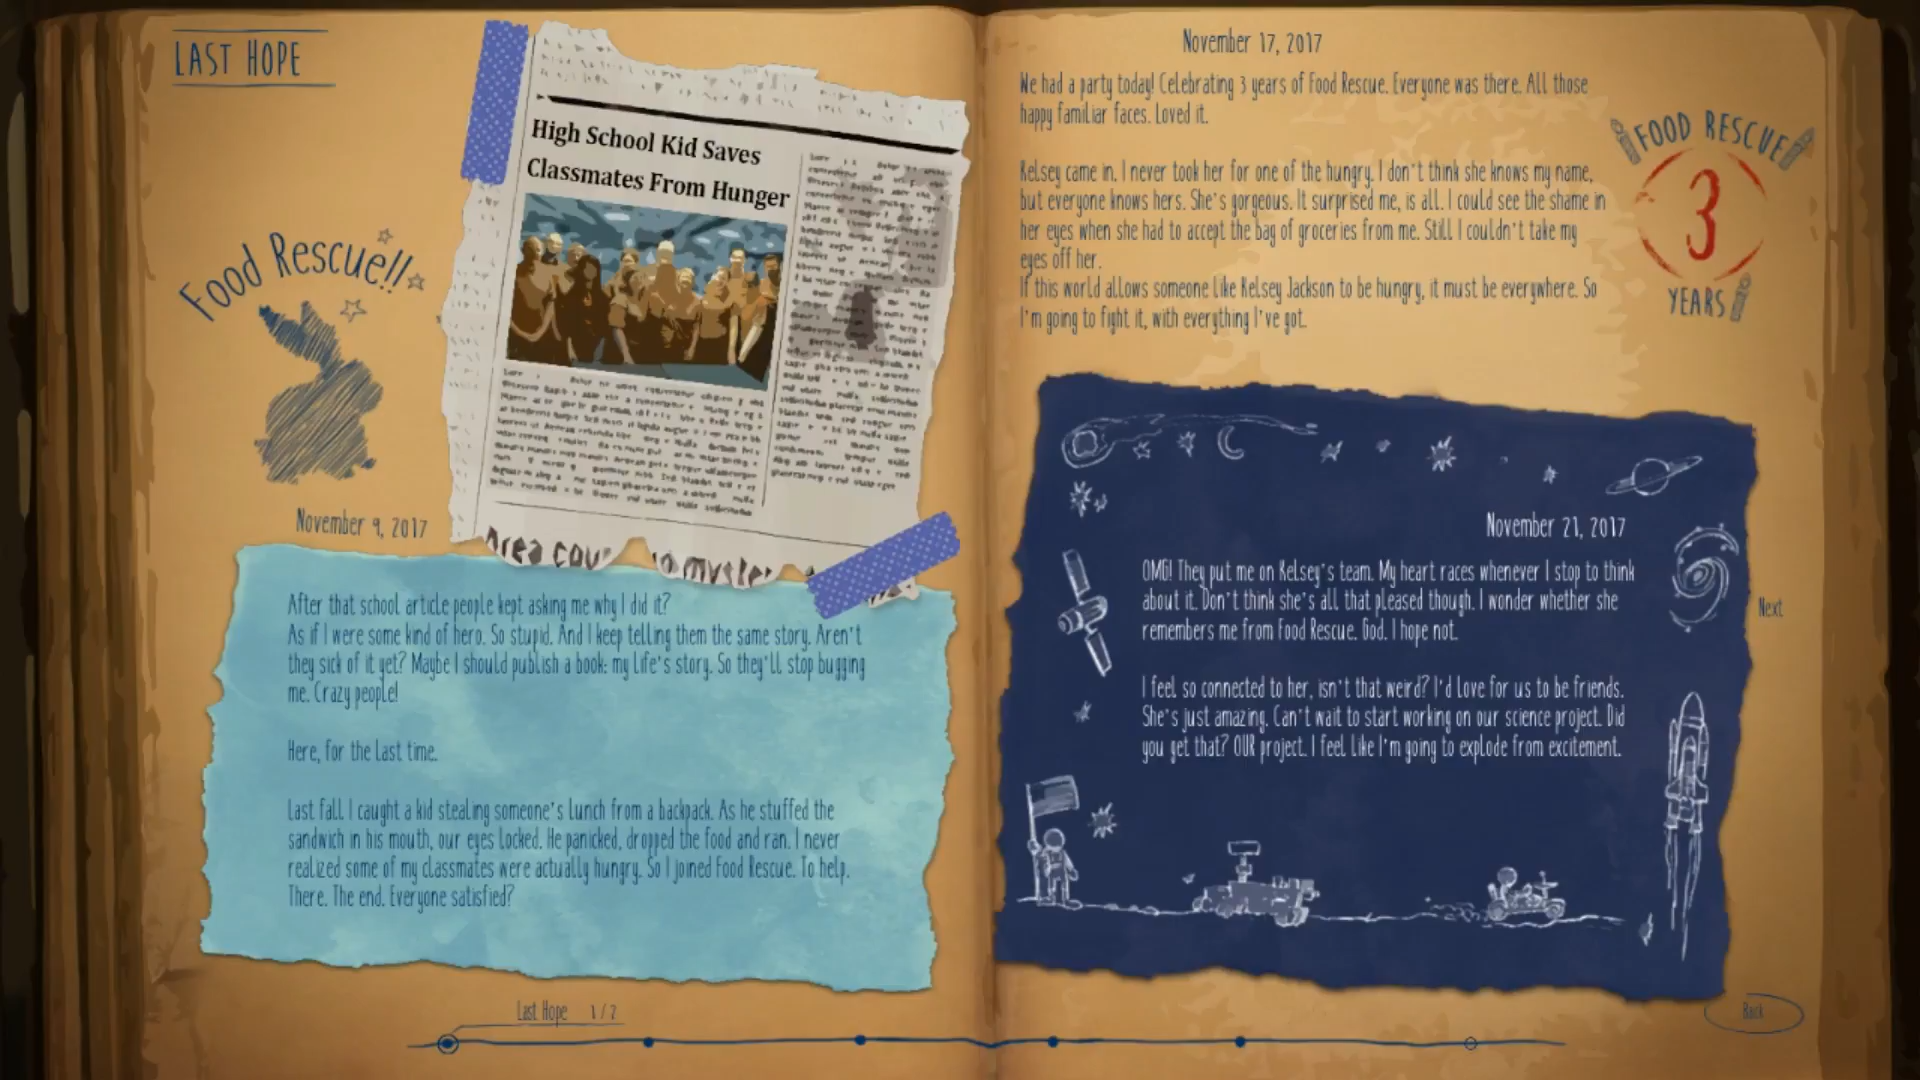 LAST HOPE
High School Kid Saves
Classmates From Hunger
Food Rescue!!
November 9, 2017
After that school article people kept asking me why I did it?
As if I were some kind of hero. So stupid. And I keep telling them the same story. Aren't
they sick of it yet? Maybe I should publish a book: my life's story. So they'll stop bugging
me. Crazy people!
Here, for the last time.
Last fall I caught a kid stealing someone's lunch from a backpack. As he stuffed the
sandwich in his mouth, our eyes locked. He panicked, dropped the food and ran. I never
realized some of my classmates were actually hungry. So I joined Food Rescue. To help.
There. The end. Everyone satisfied?
November 17, 2017
We had a party today! Celebrating 3 years of Food Rescue. Everyone was there. All those
happy familiar faces. Loved it.
Kelsey came in. I never took her for one of the hungry. I don't think she knows my name,
but everyone knows hers. She's gorgeous. It surprised me, is all. I could see the shame in
her eyes when she had to accept the bag of groceries from me. Still I couldn't take my
eyes off her.
If this world allows someone like Kelsey Jackson to be hungry, it must be everywhere. So
I'm going to fight it, with everything I've got.
FOOD RESCUE
3
YEARS
November 21, 2017
OMG! They put me on Kelsey's team. My heart races whenever I stop to think
about it. Don't think she's all that pleased though. I wonder whether she
remembers me from Food Rescue. God. I hope not.
I feel so connected to her, isn't that weird? I'd love for us to be friends.
She's just amazing. Can't wait to start working on our science project. Did
you get that? OUR project. I feel like I'm going to explode from excitement.
Next
Last Hope 1/2
Back